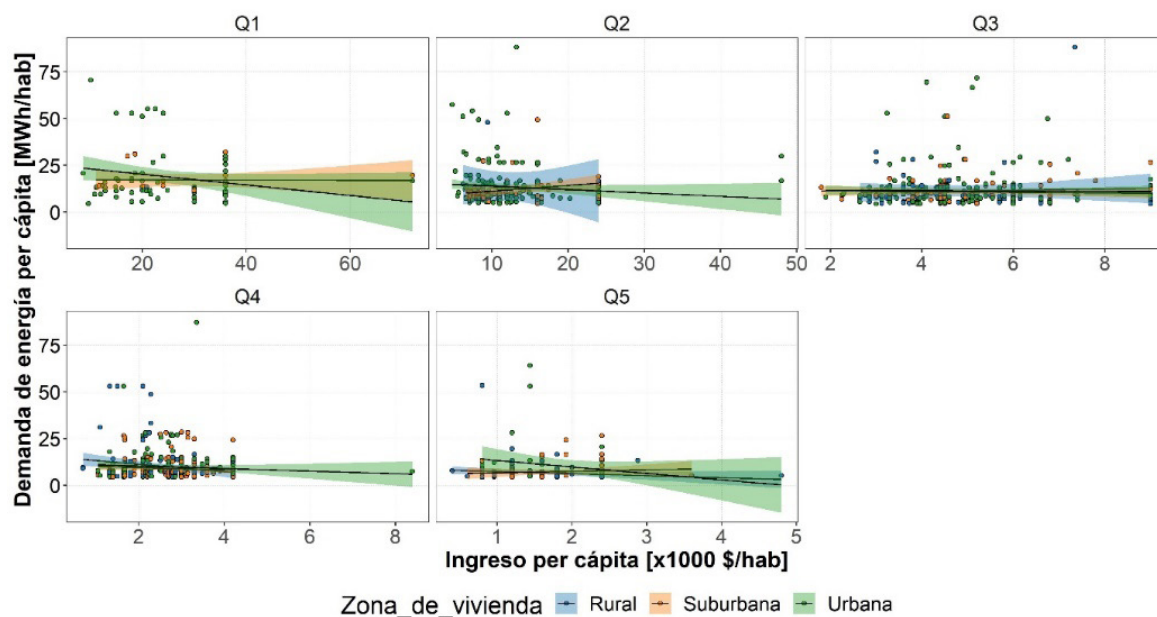 Q1
Q2
Q3
Demanda de energía per cápita [MWh/hab]
75
50
25
0
20
40
60
10
20
30
40
50
2
4
6
8
Q4
Q5
75
50
25
0
2
4
6
8
1
2
3
4
5
Ingreso per cápita [x1000 $/hab]
Zona_de_vivienda
Rural
Suburbana
Urbana